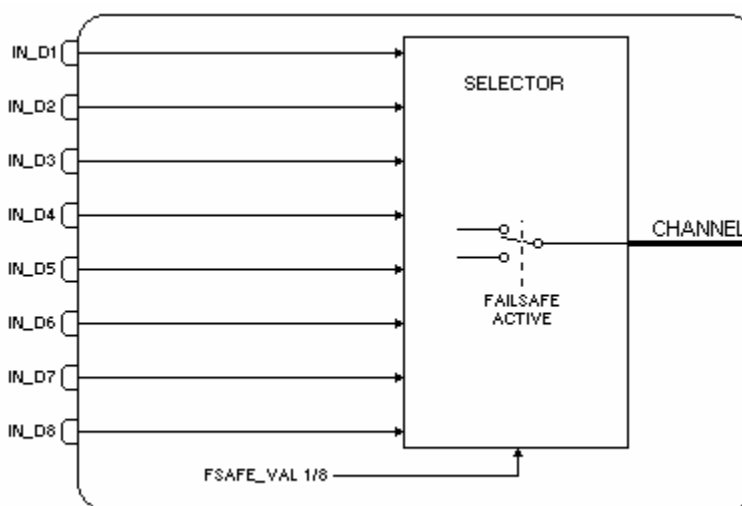 IN_D1
SELECTOR
IN_D2
IN_D3
IN_D4
CHANNEL
IN_D5
FAILSAFE
ACTIVE
IN_D6
IN_D7
IN_D8
FSAFE_VAL 1/8